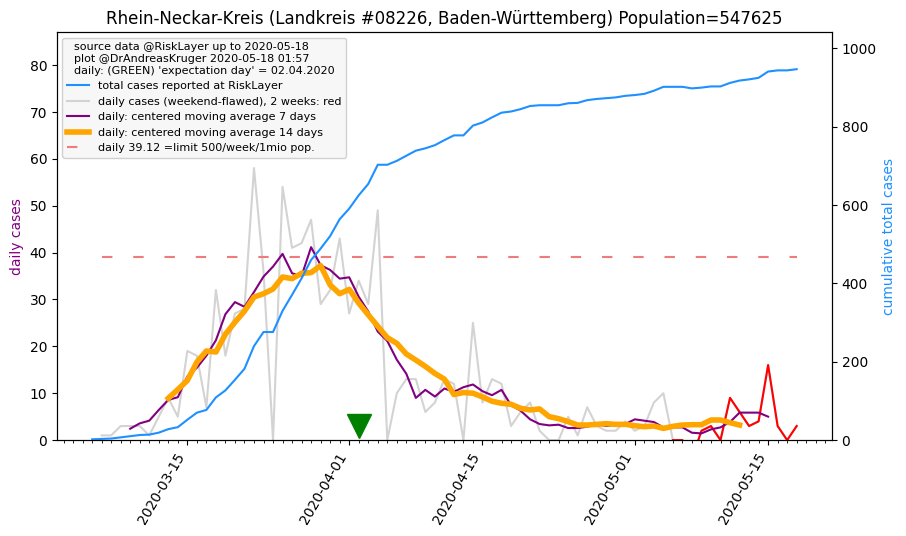 Rhein-Neckar-Kreis (Landkreis #08226, Baden-Württemberg) Population=547625
source data @RiskLayer up to 2020-05-18
plot @DrAndreasKruger 2020-05-18 01:57
daily: (GREEN) 'expectation day' = 02.04.2020
total cases reported at RiskLayer
daily cases (weekend-flawed), 2 weeks: red
daily: centered moving average 7 days
daily: centered moving average 14 days
daily 39.12 =limit 500/week/1mio pop.
daily cases
80
70
60
50
40
30
20
10
0
cumulative total cases
1000
800
600
400
200
0
2020-03-15
2020-04-01
2020-04-15
2020-05-01
2020-05-15